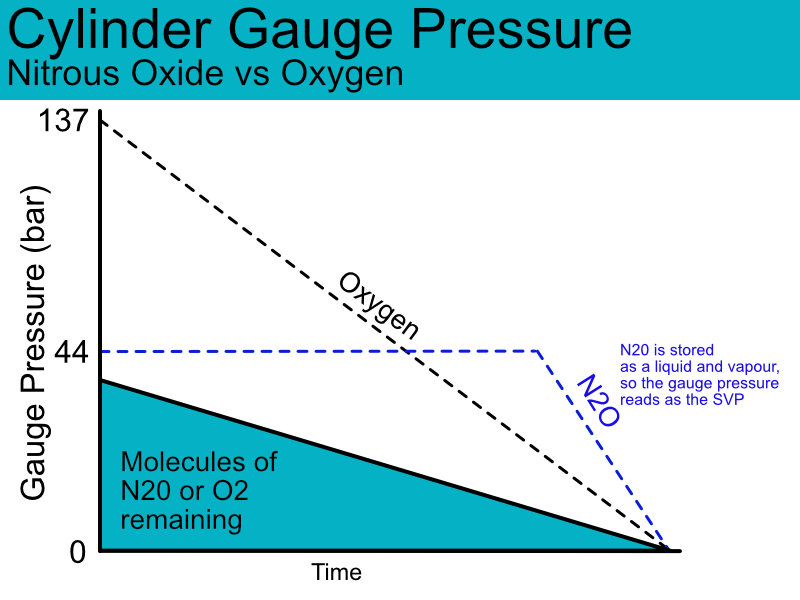 Cylinder Gauge Pressure
Nitrous Oxide vs Oxygen
137
Gauge Pressure (bar)
Oxygen
44
N2O
N20 is stored
as a liquid and vapour,
so the gauge pressure
reads as the SVP
Molecules of
N20 or O2
remaining
0
Time